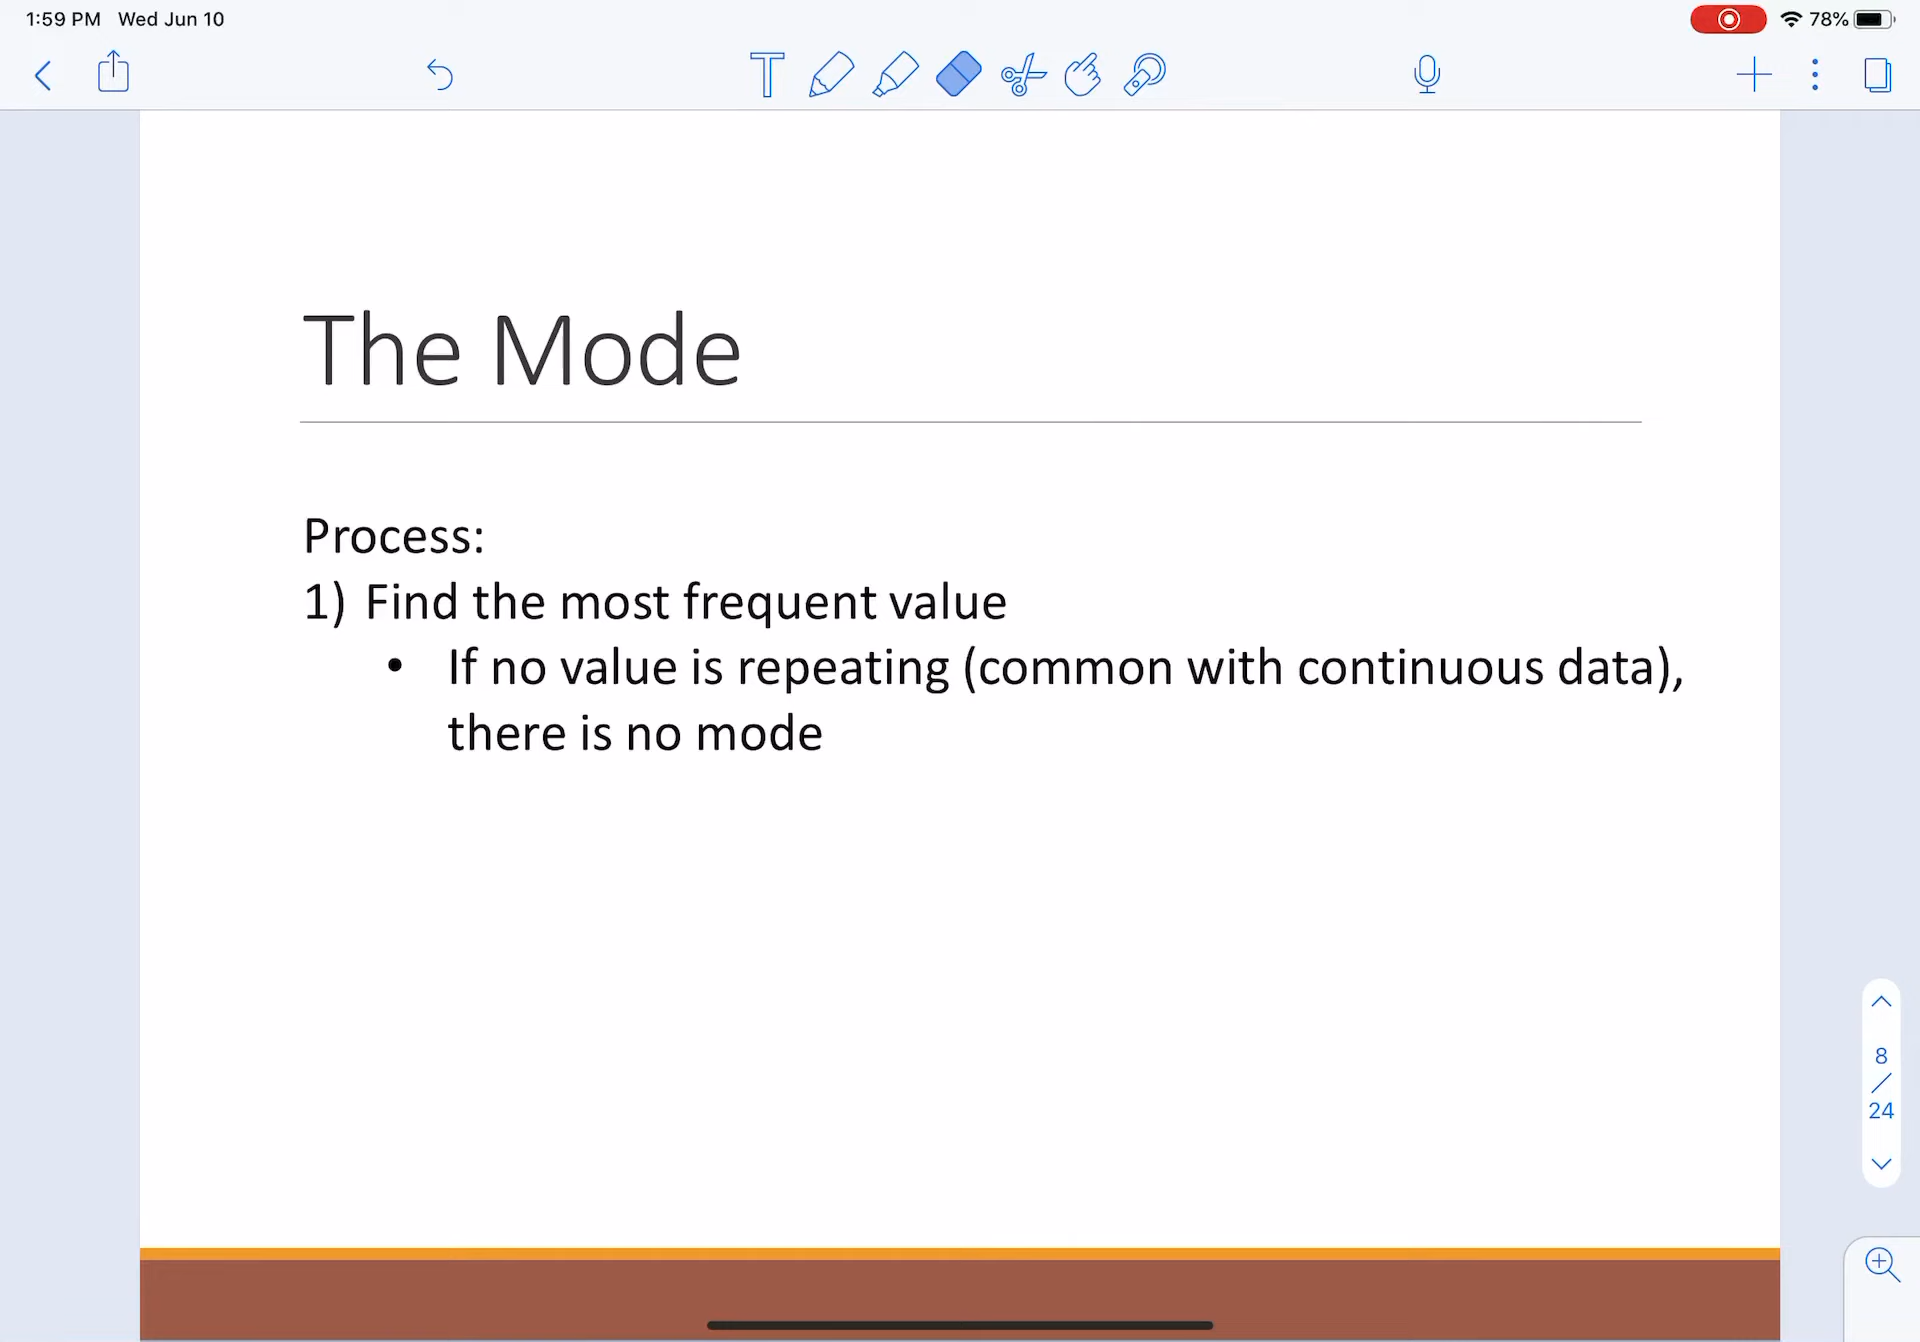 1:59 PM Wed Jun 10
78%
The Mode
Process:
1) Find the most frequent value
• If no value is repeating (common with continuous data),
there is no mode
8
/
24